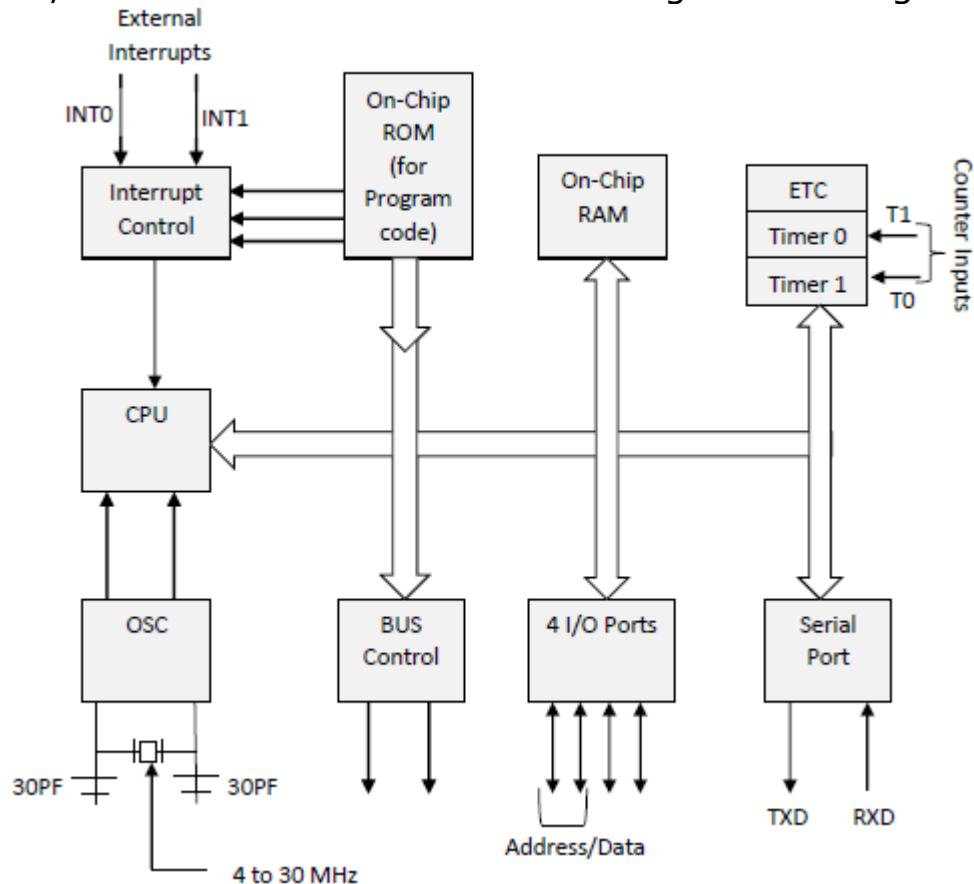 External
Interrupts
INT0
INT1
Interrupt
Control
On-Chip
ROM
(for
Program
code)
On-Chip
RAM
ETC
Timer 0
Timer 1
T1
T0
Counter Inputs
CPU
OSC
BUS
Control
4 I/O Ports
Serial
Port
30PF
30PF
4 to 30 MHz
Address/Data
TXD
RXD